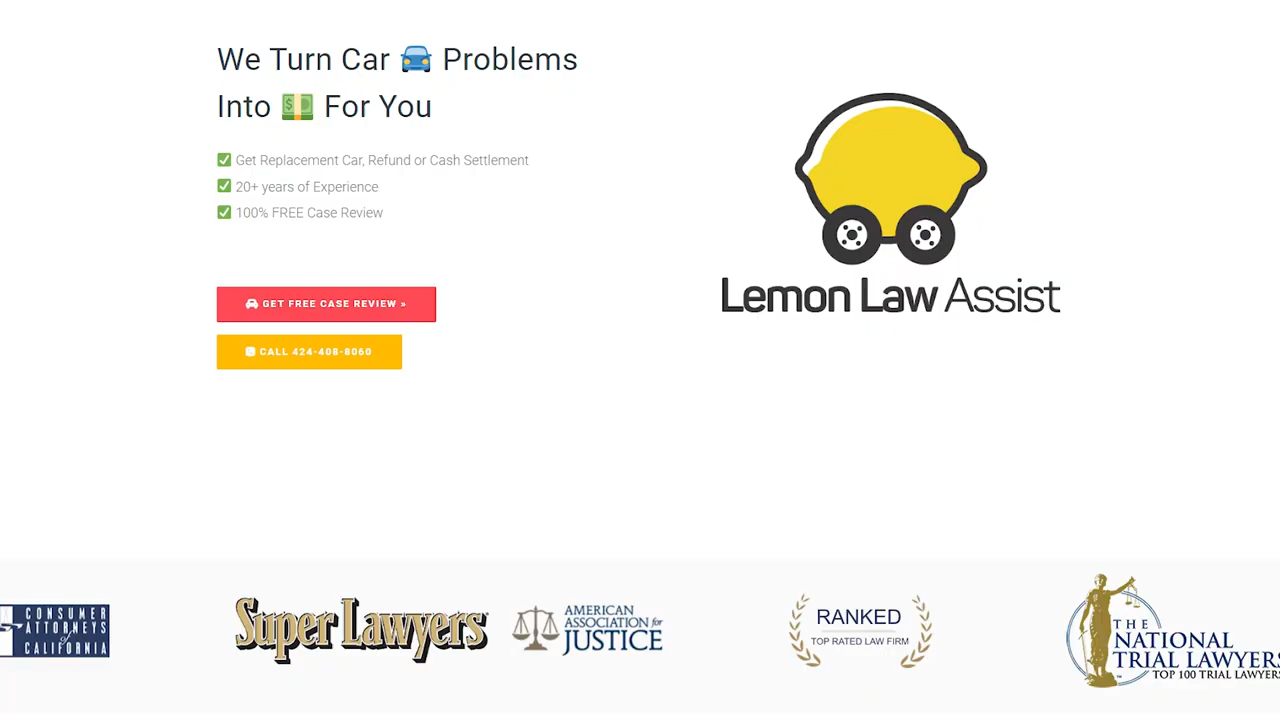 We Turn Car 🚘 Problems
Into 💵 For You
✅ Get Replacement Car, Refund or Cash Settlement
✅ 20+ years of Experience
✅ 100% FREE Case Review
GET FREE CASE REVIEW »
CALL 424-408-8060
Lemon Law Assist
CONSUMER
ATTORNEYS
of
CALIFORNIA
Super Lawyers
AMERICAN
ASSOCIATION for
JUSTICE
RANKED
TOP RATED LAW FIRM
THE
NATIONAL
TRIAL LAWYERS
TOP 100 TRIAL LAWYERS